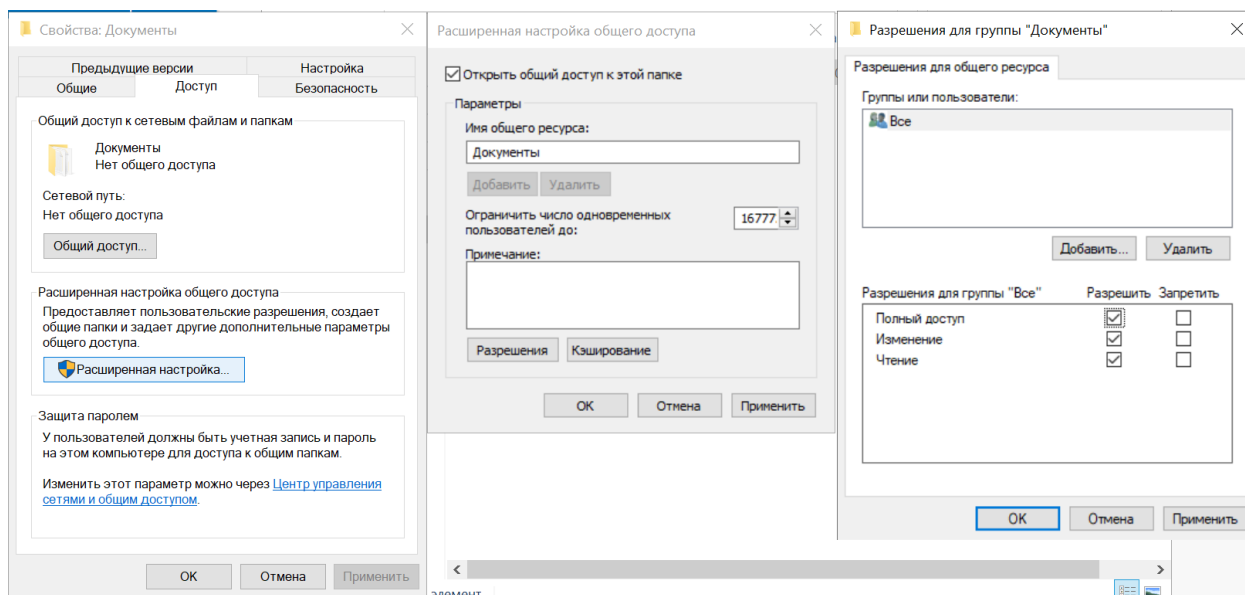 Свойства: Документы
Предыдущие версии
Настройка
Общие
Доступ
Безопасность
Общий доступ к сетевым файлам и папкам
Документы
Нет общего доступа
Сетевой путь:
Нет общего доступа
Общий доступ...
Расширенная настройка общего доступа
Предоставляет пользовательские разрешения, создает
общие папки и задает другие дополнительные параметры
общего доступа.
Расширенная настройка...
Защита паролем
У пользователей должны быть учетная запись и пароль
на этом компьютере для доступа к общим папкам.
Изменить этот параметр можно через Центр управления
сетями и общим доступом.
ОК
Отмена
Применить
Расширенная настройка общего доступа
Открыть общий доступ к этой папке
Параметры
Имя общего ресурса:
Документы
Добавить
Удалить
Ограничить число одновременных
пользователей до:
16777
Примечание:
Разрешения
Кэширование
ОК
Отмена
Применить
Разрешения для группы "Документы"
Разрешения для общего ресурса
Группы или пользователи:
Все
Добавить...
Удалить
Разрешения для группы "Все"
Разрешить
Запретить
Полный доступ
Изменение
Чтение
ОК
Отмена
Применить